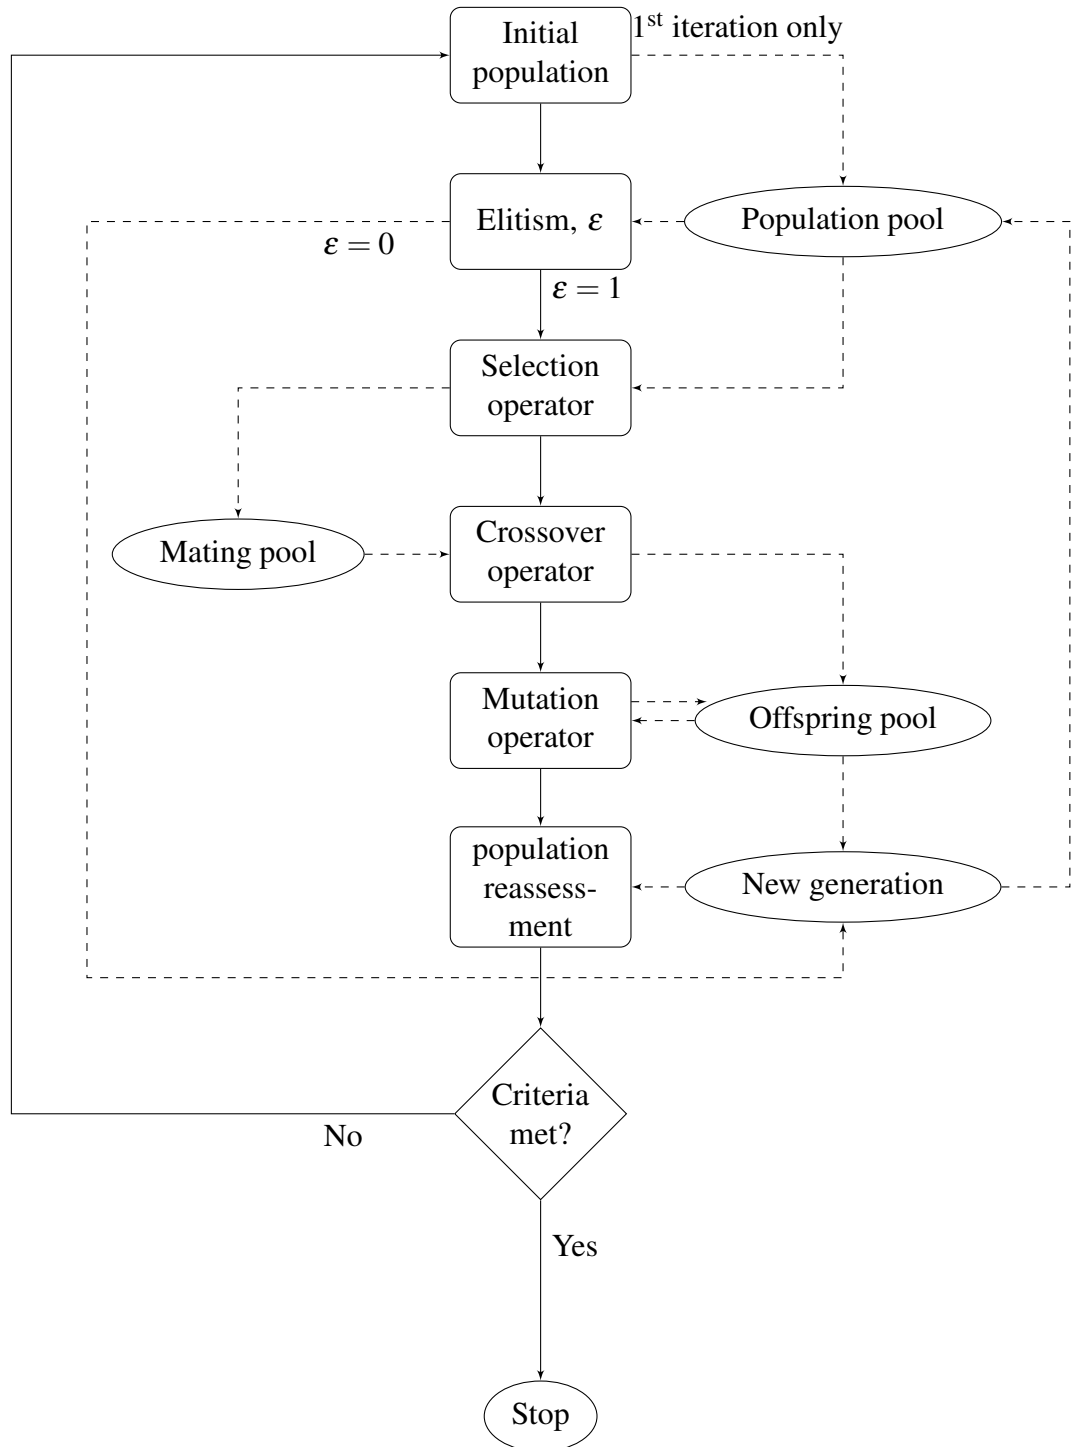 Initial
population
1st iteration only
Elitism, ε
Population pool
ε = 0
ε = 1
Selection
operator
Mating pool
Crossover
operator
Mutation
operator
Offspring pool
population
reassess-
ment
New generation
Criteria
met?
No
Yes
Stop